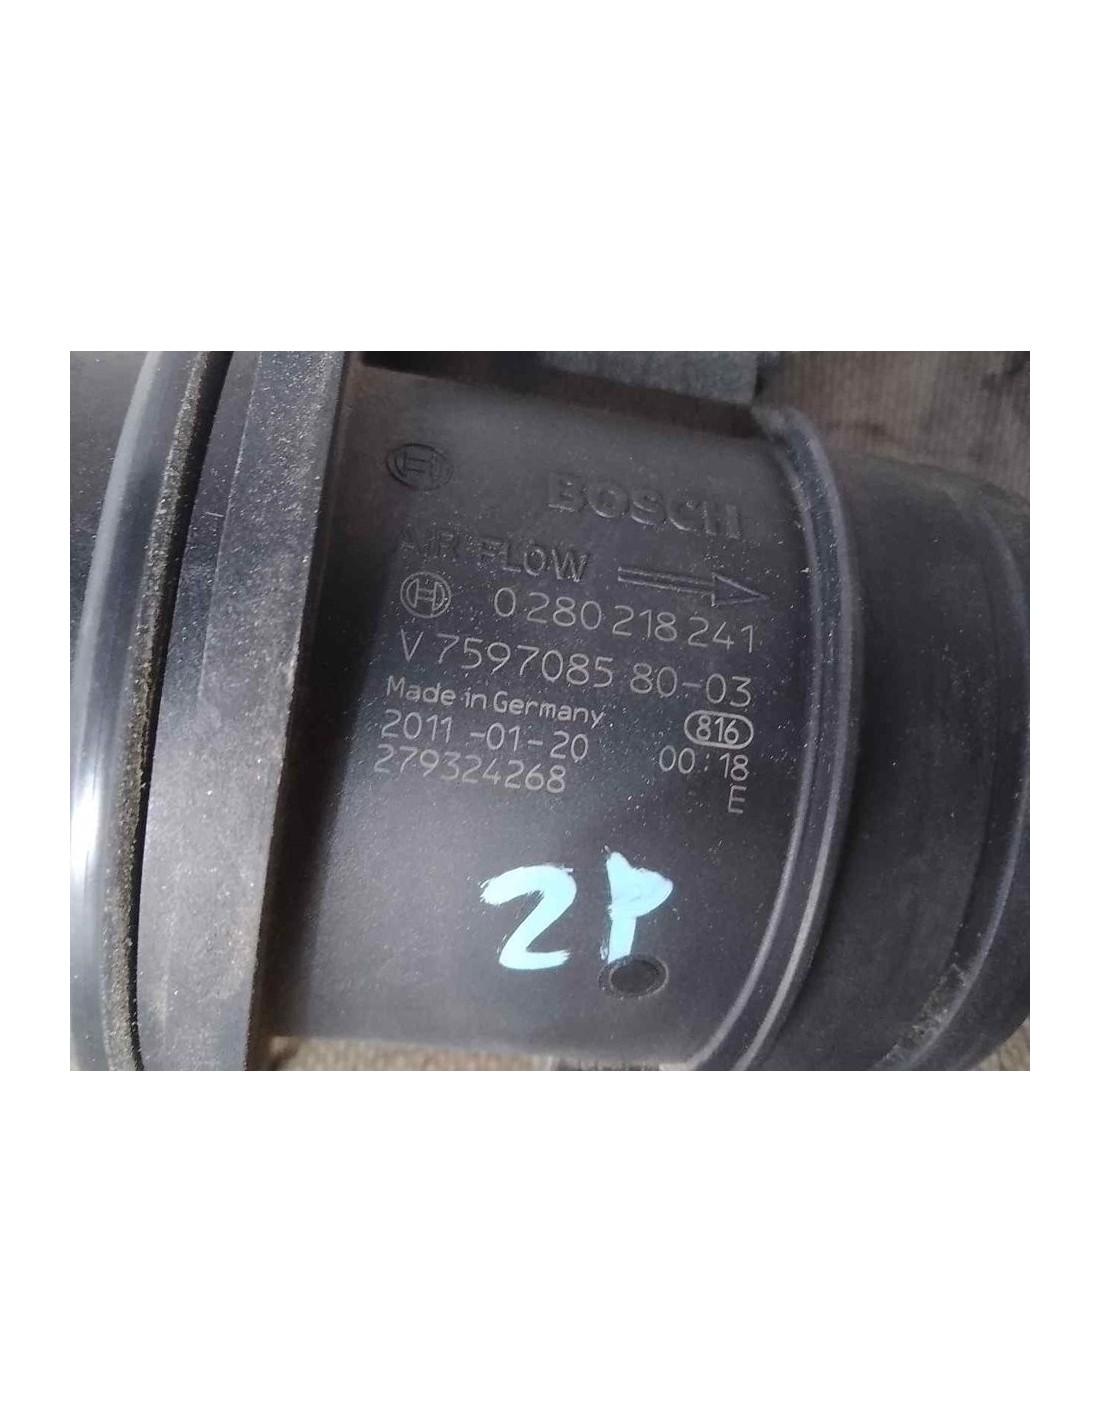 BOSCH
AIR FLOW
0 280 218 241
V 7597085 80-03
Made in Germany 816
2011-01-20 00:18
279324268 E